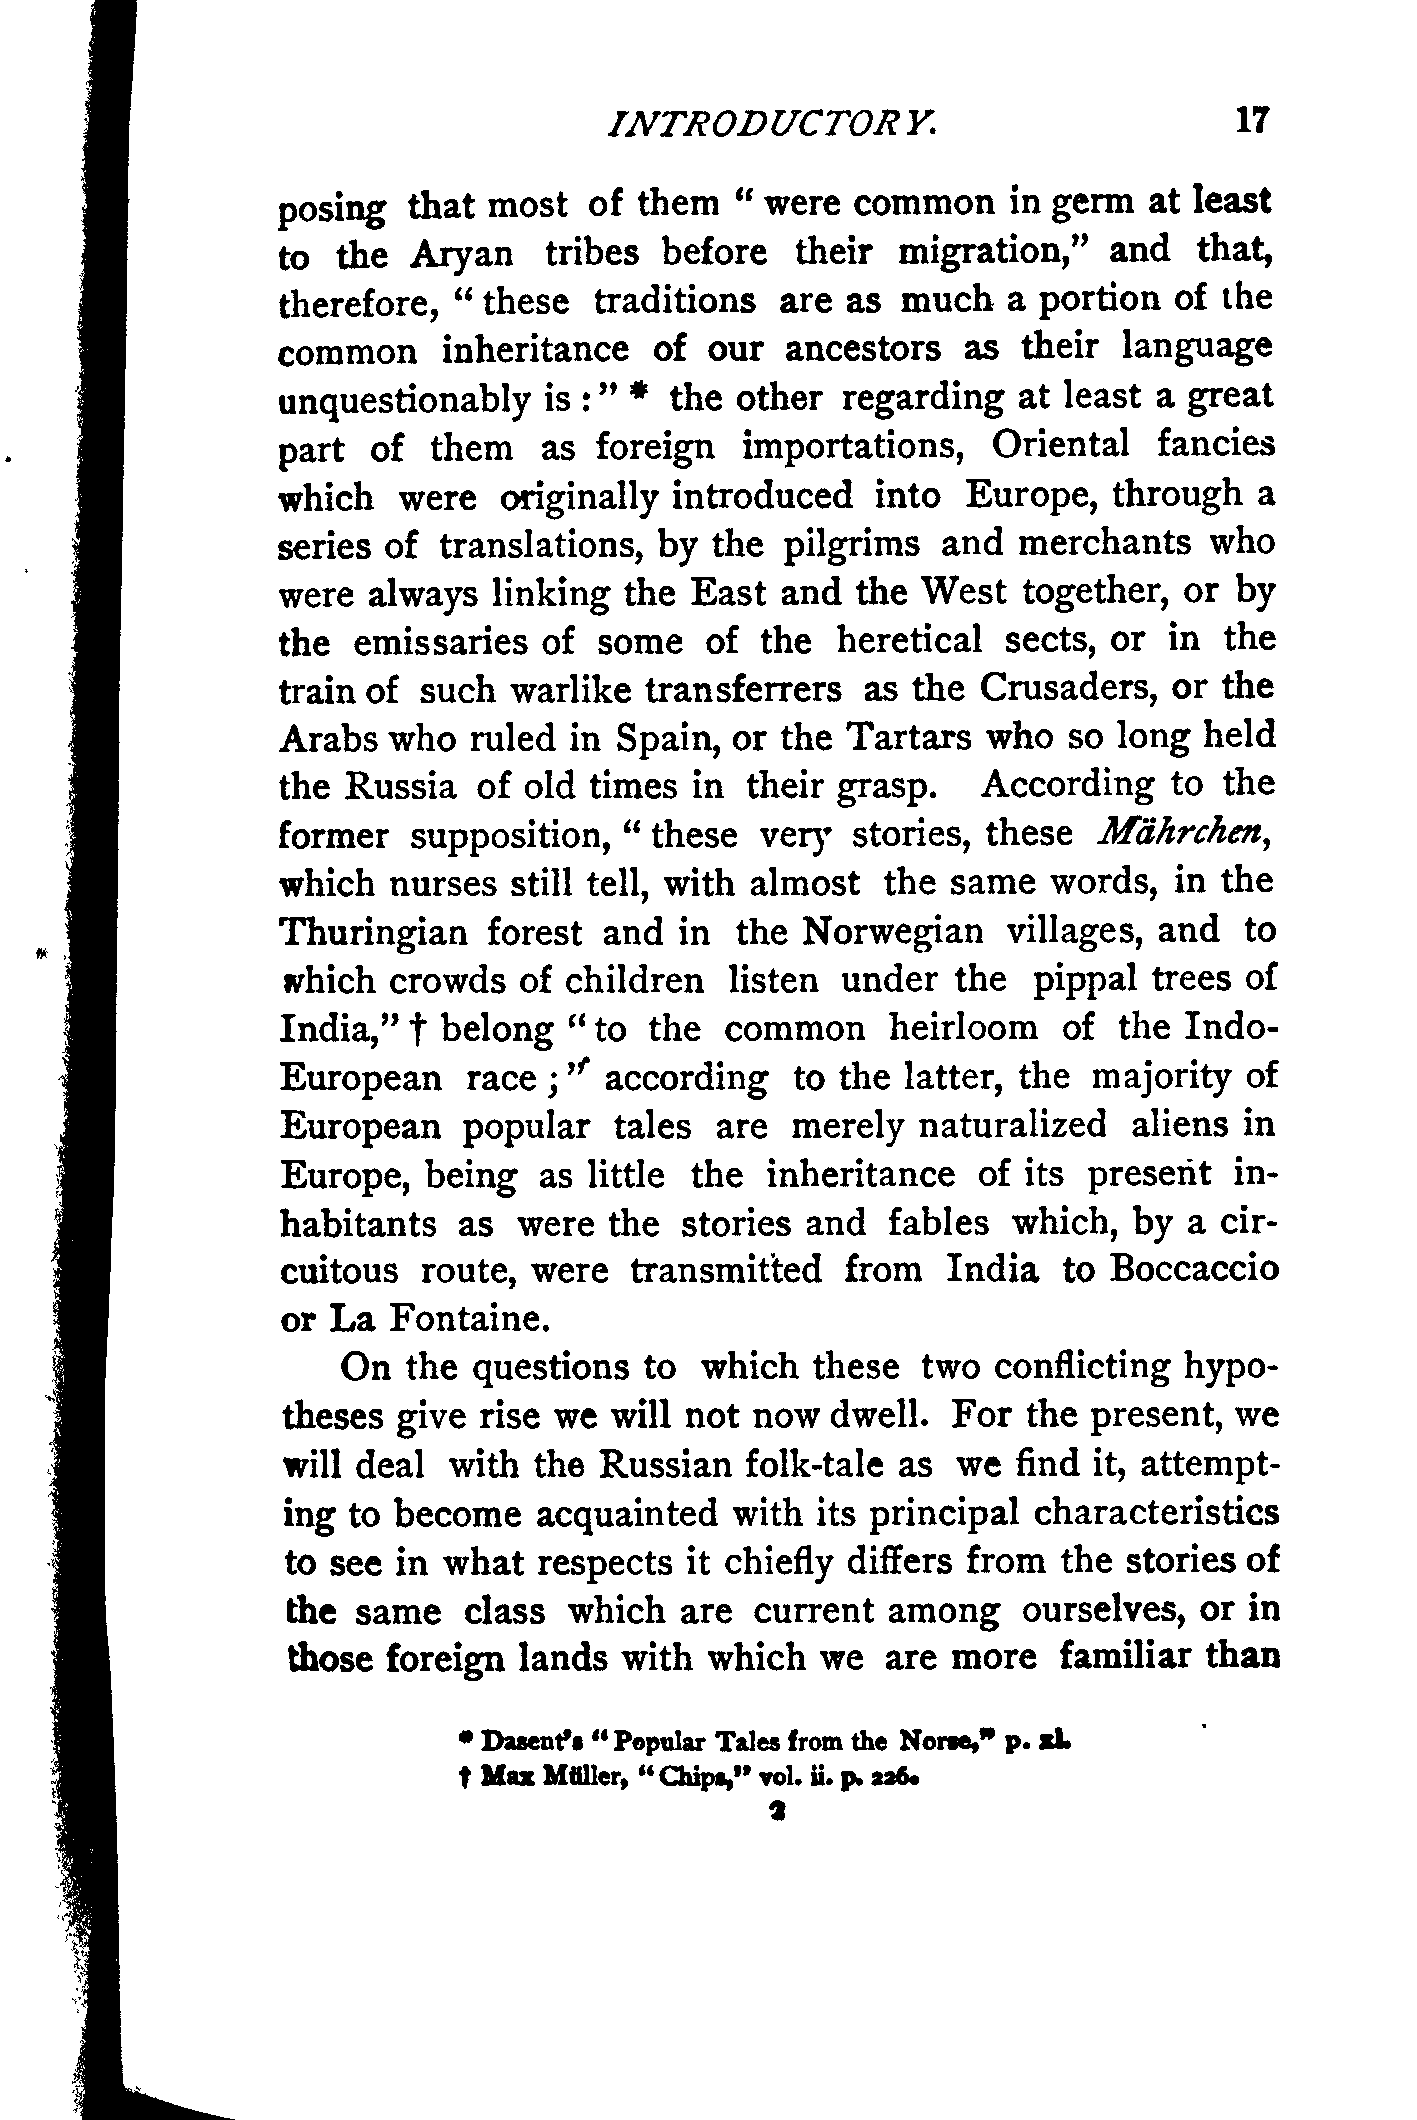 INTRODUCTORY. 17
posing that most of them “ were common in germ at least
to the Aryan tribes before their migration,” and that,
therefore, “ these traditions are as much a portion of the
common inheritance of our ancestors as their language
unquestionably is : ” * the other regarding at least a great
part of them as foreign importations, Oriental fancies
which were originally introduced into Europe, through a
series of translations, by the pilgrims and merchants who
were always linking the East and the West together, or by
the emissaries of some of the heretical sects, or in the
train of such warlike transferrers as the Crusaders, or the
Arabs who ruled in Spain, or the Tartars who so long held
the Russia of old times in their grasp. According to the
former supposition, “ these very stories, these Mährchen,
which nurses still tell, with almost the same words, in the
Thuringian forest and in the Norwegian villages, and to
which crowds of children listen under the pippal trees of
India,” † belong “ to the common heirloom of the Indo-
European race ; ” according to the latter, the majority of
European popular tales are merely naturalized aliens in
Europe, being as little the inheritance of its present in-
habitants as were the stories and fables which, by a cir-
cuitous route, were transmitted from India to Boccaccio
or La Fontaine.
On the questions to which these two conflicting hypo-
theses give rise we will not now dwell. For the present, we
will deal with the Russian folk-tale as we find it, attempt-
ing to become acquainted with its principal characteristics
to see in what respects it chiefly differs from the stories of
the same class which are current among ourselves, or in
those foreign lands with which we are more familiar than
* Dasent’s “ Popular Tales from the Norse,” p. xl.
† Max Müller, “ Chips,” vol. ii. p. 226.
2